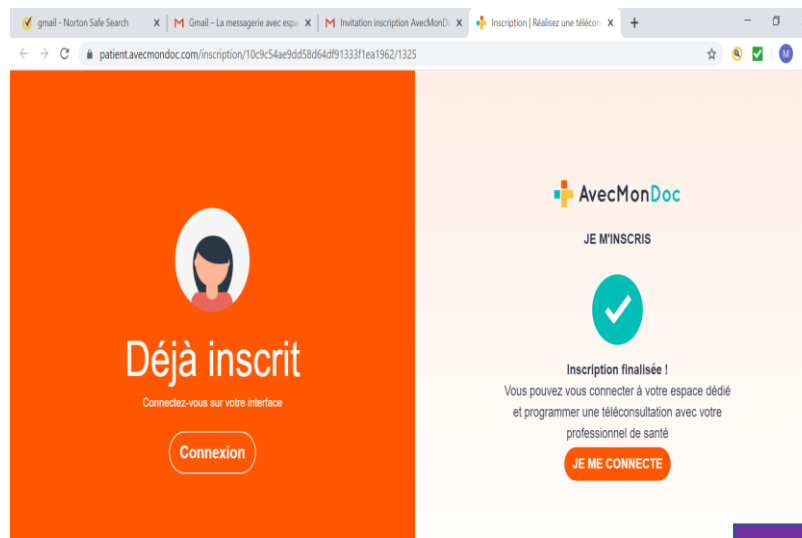 gmail - Norton Safe Search
Gmail – La messagerie avec espa
Invitation inscription AvecMonD
Inscription | Réalisez une télécon
patient.avecmondoc.com/inscription/10c9c54ae9dd58d64df91333f1ea1962/1325
M
Déjà inscrit
Connectez-vous sur votre interface
Connexion
AvecMonDoc
JE M'INSCRIS
Inscription finalisée !
Vous pouvez vous connecter à votre espace dédié
et programmer une téléconsultation avec votre
professionnel de santé
JE ME CONNECTE